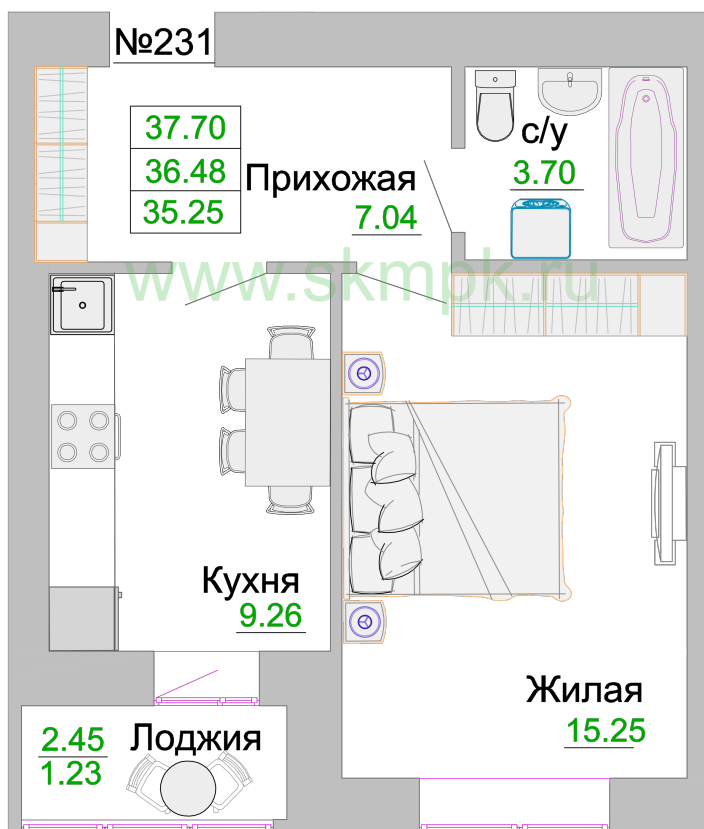 №231
37.70
36.48
35.25
Прихожая
7.04
с/у
3.70
www.skmpk.ru
Кухня
9.26
Жилая
15.25
2.45
1.23
Лоджия